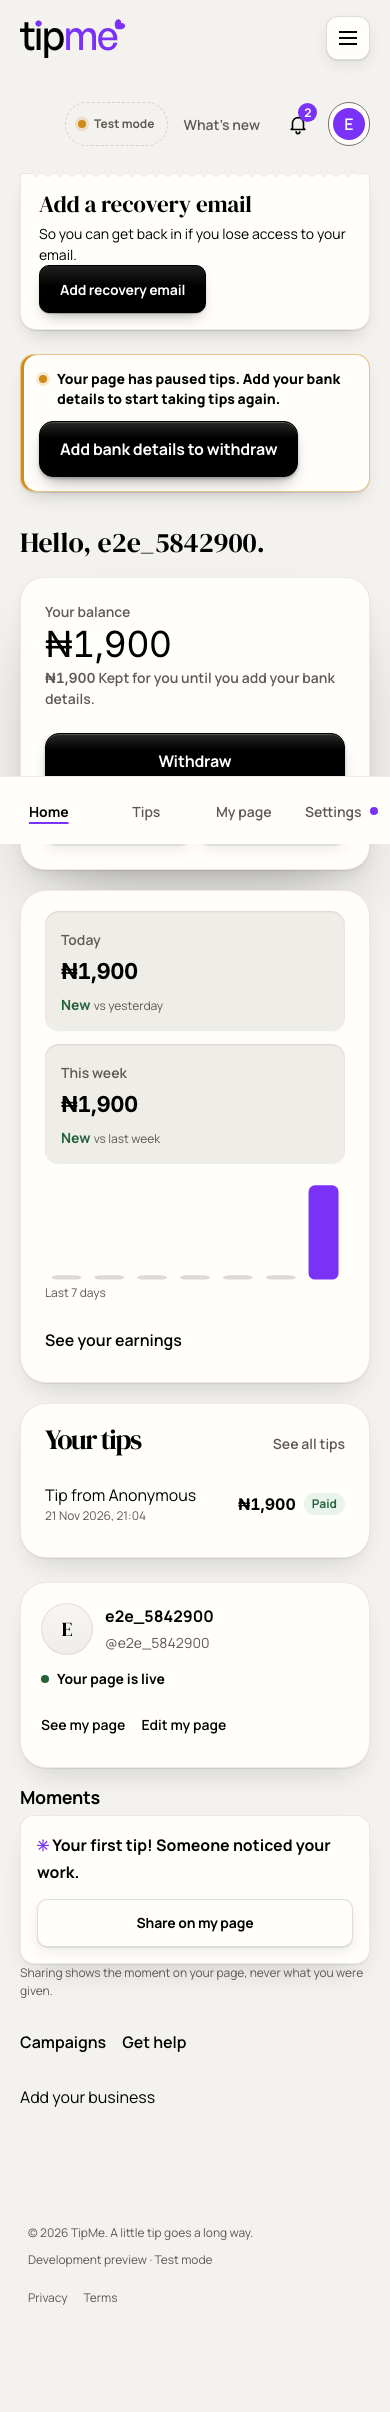 tipme
Test mode
What's new
2
E
Add a recovery email
So you can get back in if you lose access to your
email.
Add recovery email
Your page has paused tips. Add your bank
details to start taking tips again.
Add bank details to withdraw
Hello, e2e_5842900.
Your balance
₦1,900
₦1,900 Kept for you until you add your bank
details.
Withdraw
Home
Tips
My page
Settings
Today
₦1,900
New vs yesterday
This week
₦1,900
New vs last week
Last 7 days
See your earnings
Your tips
See all tips
Tip from Anonymous
₦1,900
Paid
21 Nov 2026, 21:04
E
e2e_5842900
@e2e_5842900
Your page is live
See my page
Edit my page
Moments
Your first tip! Someone noticed your
work.
Share on my page
Sharing shows the moment on your page, never what you were
given.
Campaigns
Get help
Add your business
© 2026 TipMe. A little tip goes a long way.
Development preview · Test mode
Privacy
Terms